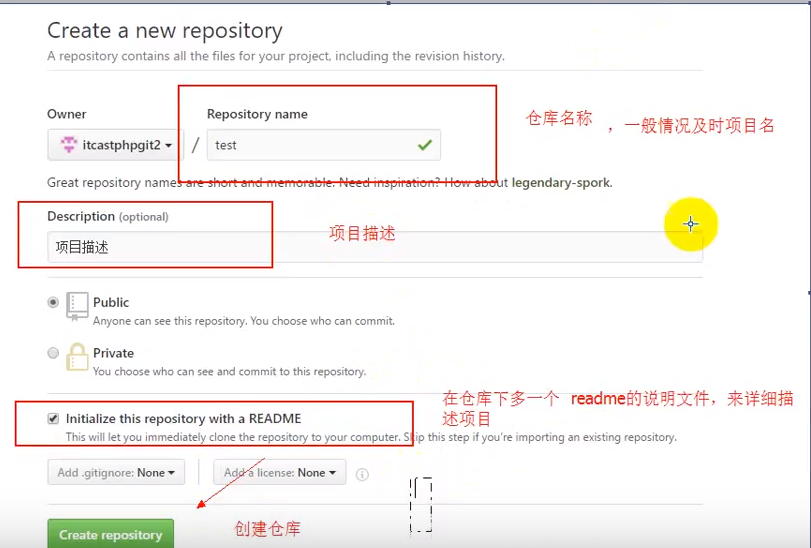 Create a new repository
A repository contains all the files for your project, including the revision history.
Owner
Repository name
itcastphpgit2 / test
仓库名称 ，一般情况及时项目名
Great repository names are short and memorable. Need inspiration? How about legendary-spork.
Description (optional)
项目描述
项目描述
Public
Anyone can see this repository. You choose who can commit.
Private
You choose who can see and commit to this repository.
在仓库下多一个 readme的说明文件，来详细描
述项目
Initialize this repository with a README
This will let you immediately clone the repository to your computer. Skip this step if you're importing an existing repository.
Add .gitignore: None
Add a license: None
Create repository
创建仓库